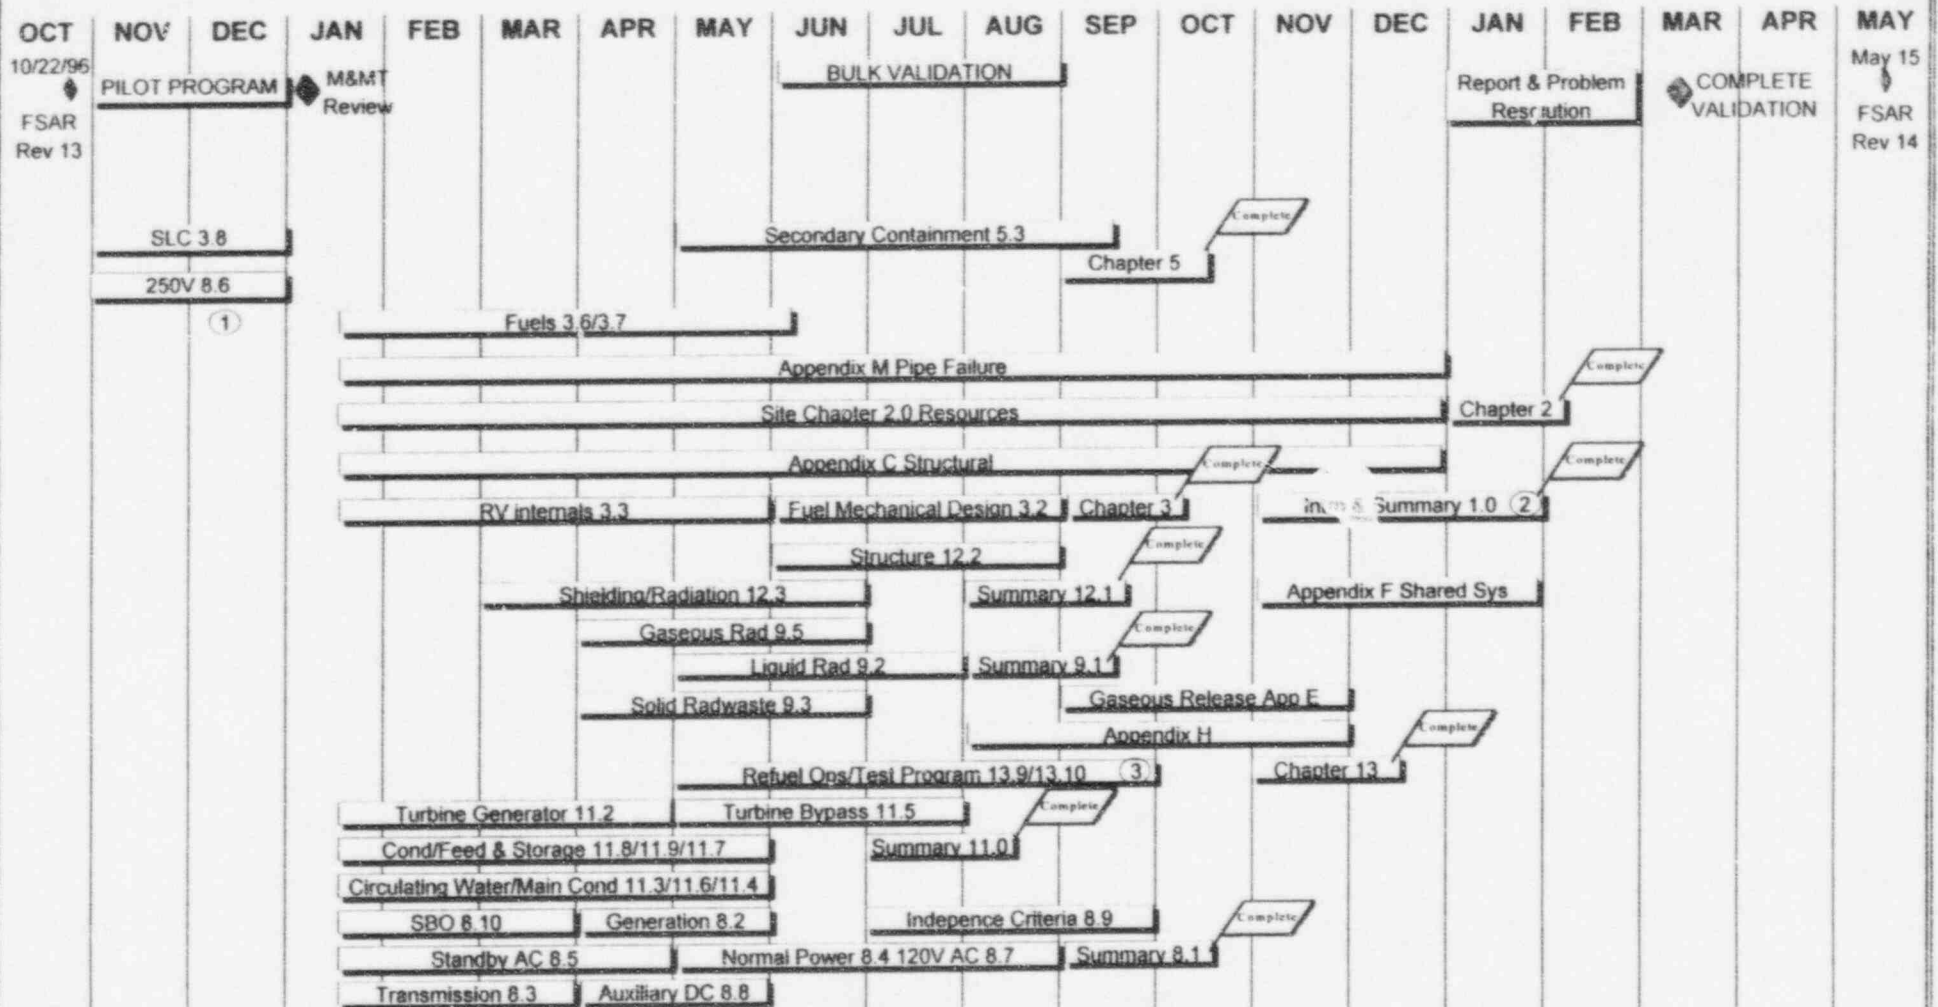 OCT NOV DEC JAN FEB MAR APR MAY JUN JUL AUG SEP OCT NOV DEC JAN FEB MAR APR MAY
10/22/96
FSAR
Rev 13
PILOT PROGRAM
M&MT
Review
BULK VALIDATION
Report & Problem
COMPLETE
VALIDATION
May 15
FSAR
Rev 14
SLC 3.8
Secondary Containment 5.3
Complete
250V 8.6
Chapter 5
1
Fuels 3.6/3.7
Appendix M Pipe Failure
Complete
Site Chapter 2.0 Resources
Chapter 2
Appendix C Structural
Complete
Complete
RV internals 3.3
Fuel Mechanical Design 3.2
Chapter 3
Summary 1.0
2
Structure 12.2
Complete
Shielding/Radiation 12.3
Summary 12.1
Appendix F Shared Sys
Gaseous Rad 9.5
Complete
Liquid Rad 9.2
Summary 9.1
Solid Radwaste 9.3
Gaseous Release App E
Appendix H
Complete
Refuel Ops/Test Program 13.9/13.10
3
Chapter 13
Turbine Generator 11.2
Turbine Bypass 11.5
Complete
Cond/Feed & Storage 11.8/11.9/11.7
Summary 11.0
Circulating Water/Main Cond 11.3/11.6/11.4
SBO 8.10
Generation 8.2
Indepence Criteria 8.9
Complete
Standby AC 8.5
Normal Power 8.4 120V AC 8.7
Summary 8.1
Transmission 8.3
Auxiliary DC 8.8